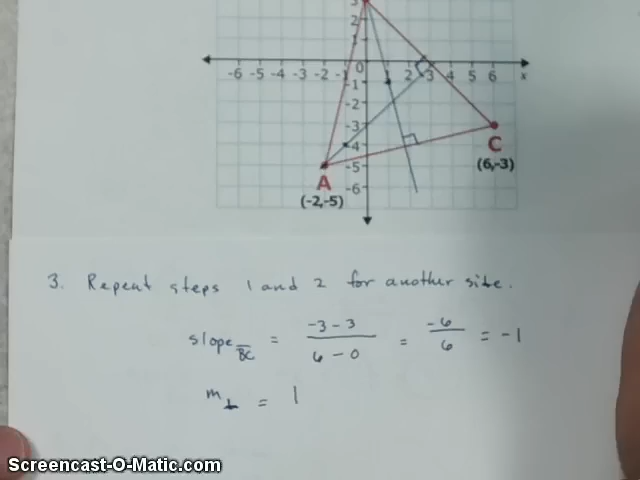 3
2
1
-6 -5 -4 -3 -2 -1 0 2 3 4 5 6 x
-1
-2
-3
-4
-5
-6
A
(-2,-5)
C
(6,-3)
3. Repeat steps 1 and 2 for another side.
slope BC = -3-3 / 6-0 = -6/6 = -1
m⊥ = 1
Screencast-O-Matic.com